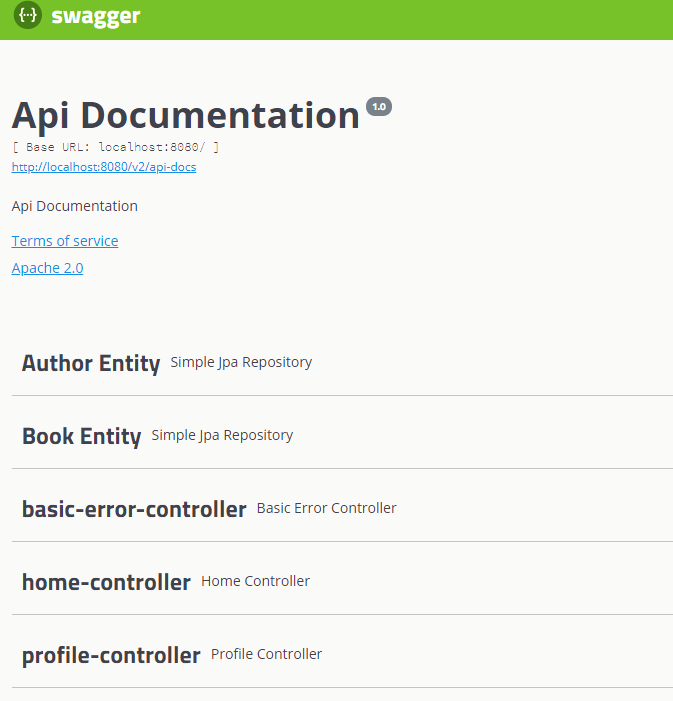 {···} swagger
Api Documentation 1.0
[ Base URL: localhost:8080/ ]
http://localhost:8080/v2/api-docs
Api Documentation
Terms of service
Apache 2.0
Author Entity Simple Jpa Repository
Book Entity Simple Jpa Repository
basic-error-controller Basic Error Controller
home-controller Home Controller
profile-controller Profile Controller